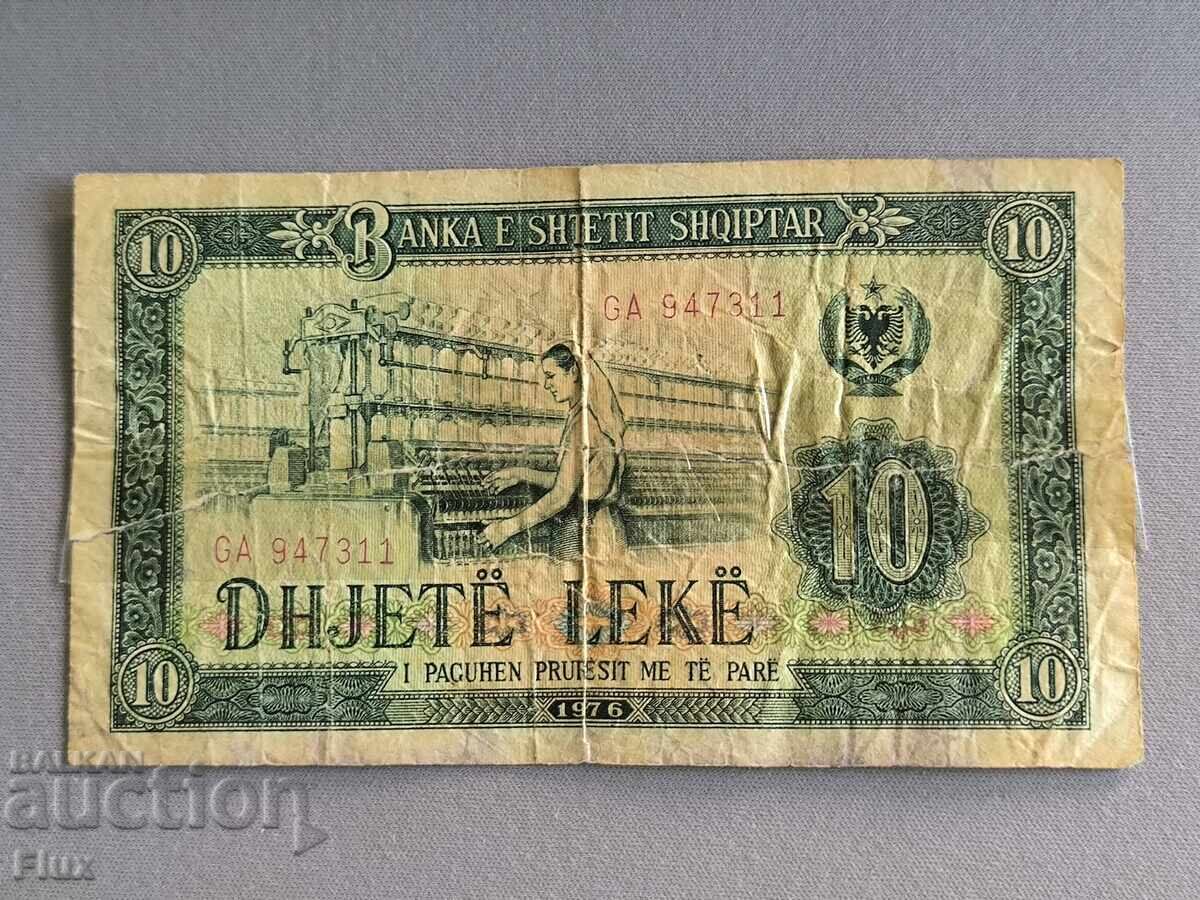 10 BANKA E SHTETIT SHQIPTAR 10
GA 947311
10
GA 947311
DHJETË LEKË
I PAGUHEN PRURËSIT ME TË PARË
10 1976 10
BALKAN
auction
Flux